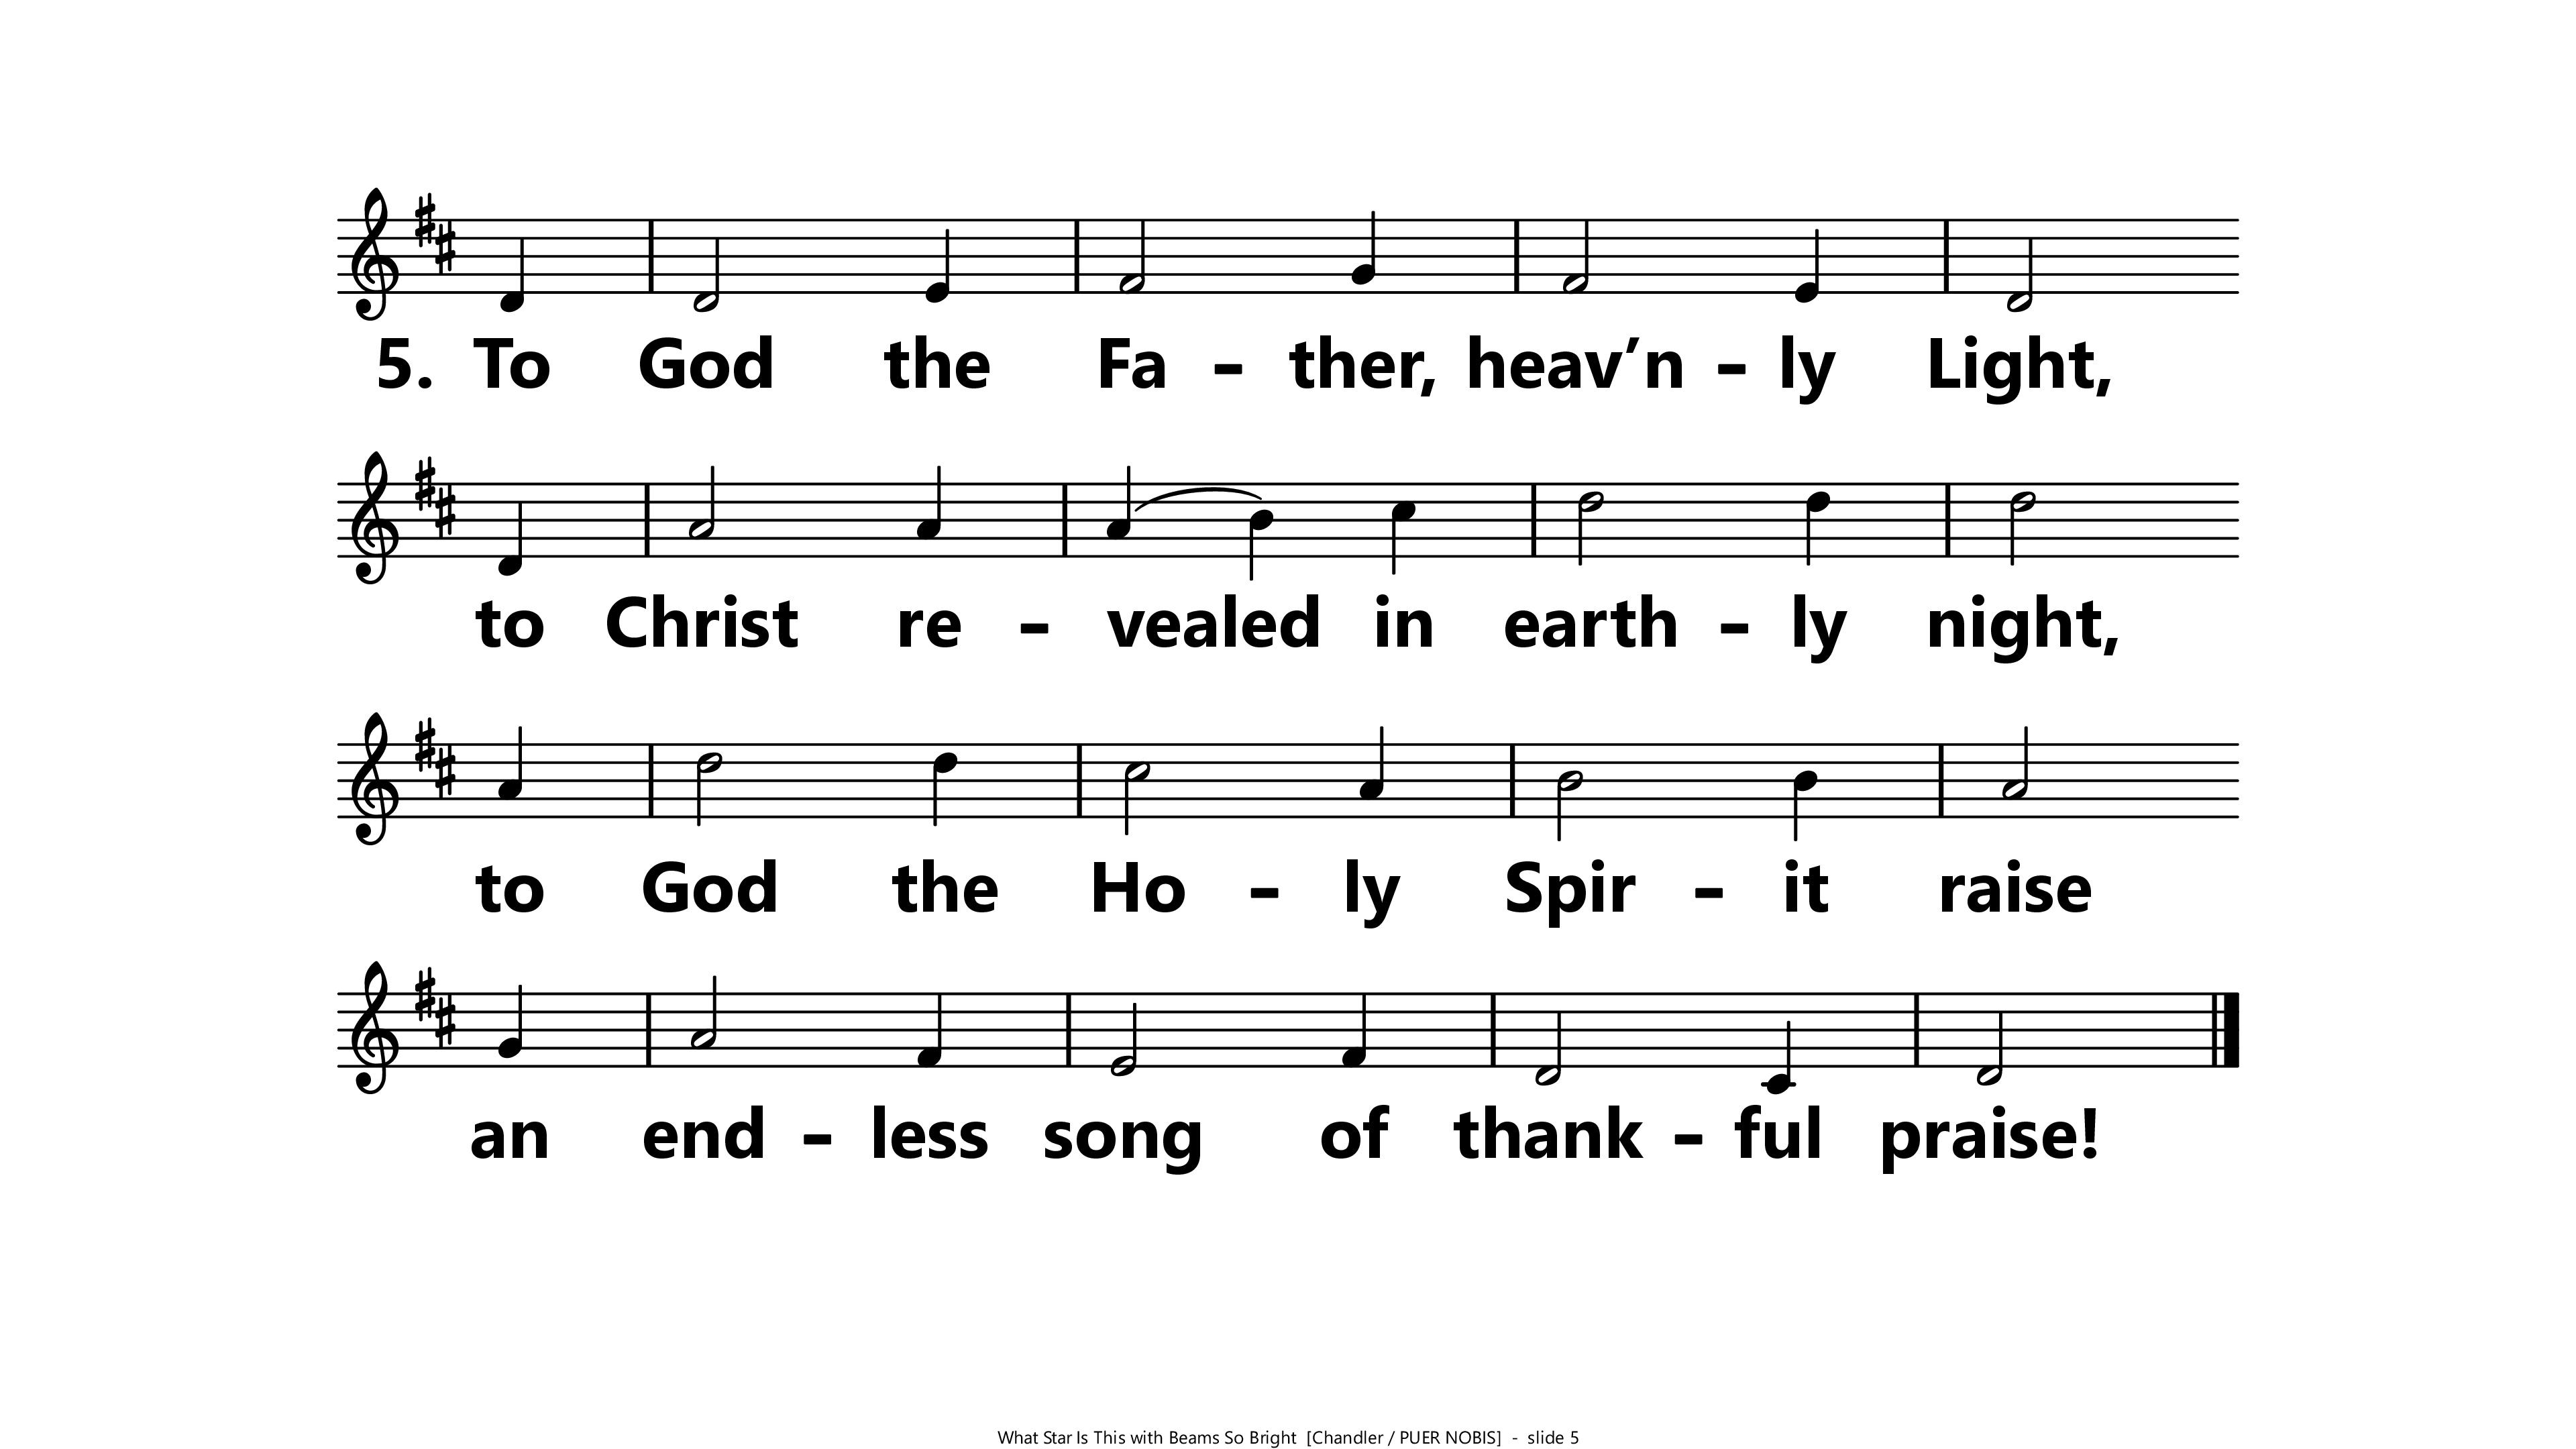 5. To God the Fa - ther, heav’n - ly Light,
to Christ re - vealed in earth - ly night,
to God the Ho - ly Spir - it raise
an end - less song of thank - ful praise!
What Star Is This with Beams So Bright [Chandler / PUER NOBIS] - slide 5